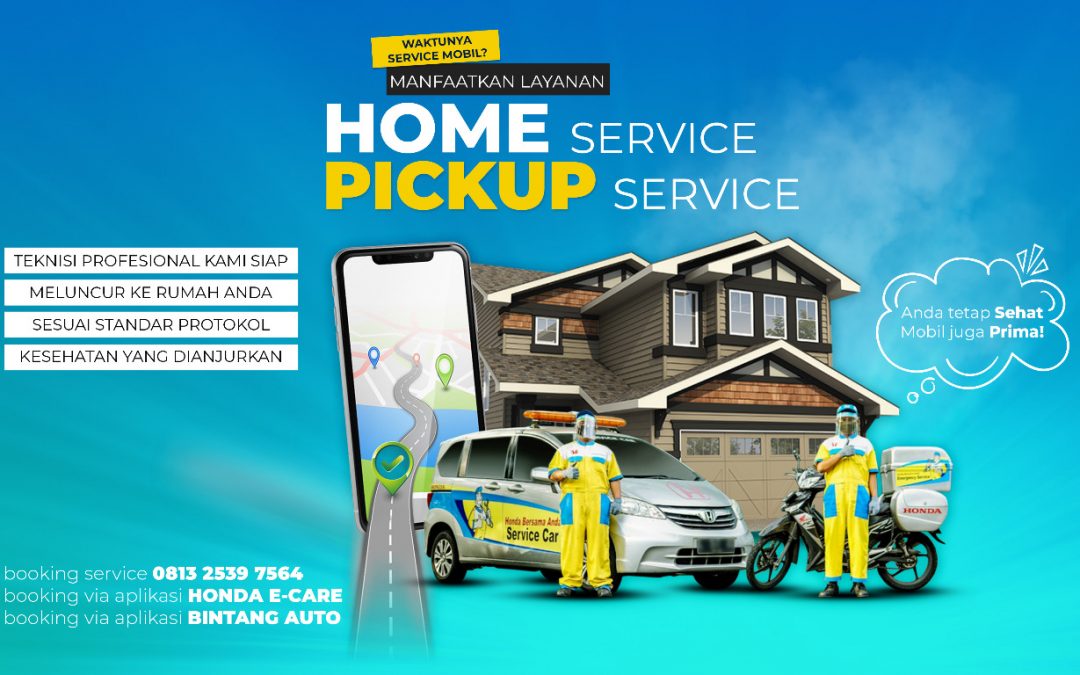 WAKTUNYA
SERVICE MOBIL?
MANFAATKAN LAYANAN
HOME SERVICE
PICKUP SERVICE
TEKNISI PROFESIONAL KAMI SIAP
MELUNCUR KE RUMAH ANDA
SESUAI STANDAR PROTOKOL
KESEHATAN YANG DIANJURKAN
Anda tetap Sehat
Mobil juga Prima!
Honda Bersama Anda
Service Car
Emergency Service
HONDA
booking service 0813 2539 7564
booking via aplikasi HONDA E-CARE
booking via aplikasi BINTANG AUTO